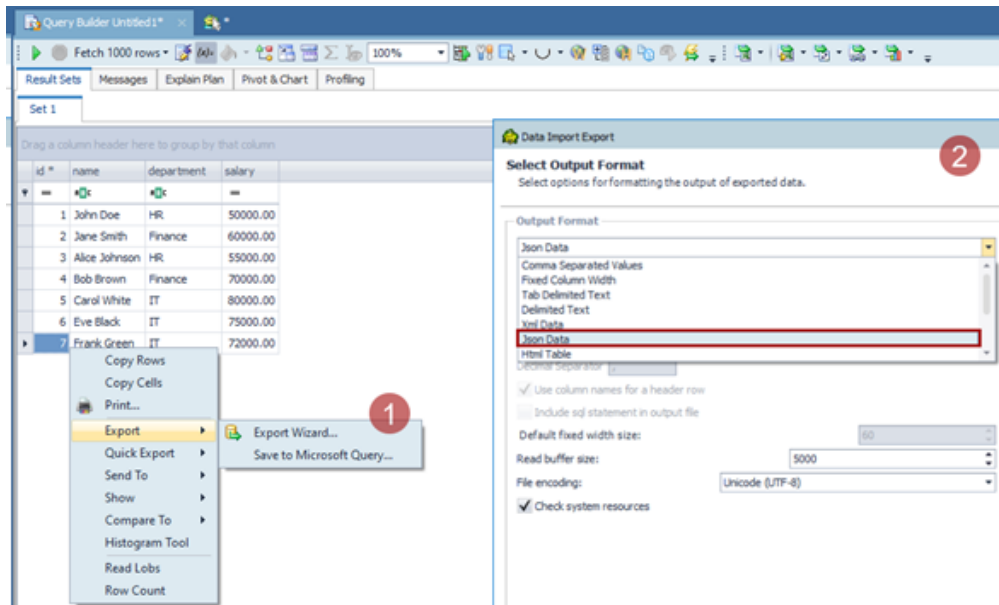 Query Builder Untitled1* × *
Fetch 1000 rows 100%
Result Sets Messages Explain Plan Pivot & Chart Profiling
Set 1
Drag a column header here to group by that column
id * name department salary
= =
1 John Doe HR 50000.00
2 Jane Smith Finance 60000.00
3 Alice Johnson HR 55000.00
4 Bob Brown Finance 70000.00
5 Carol White IT 80000.00
6 Eve Black IT 75000.00
7 Frank Green IT 72000.00
Copy Rows
Copy Cells
Print...
Export
Quick Export
Send To
Show
Compare To
Histogram Tool
Read Lobs
Row Count
1
Export Wizard...
Save to Microsoft Query...
Data Import Export
2
Select Output Format
Select options for formatting the output of exported data.
Output Format
Json Data
Comma Separated Values
Fixed Column Width
Tab Delimited Text
Delimited Text
Xml Data
Json Data
Html Table
Decimal Separator ,
Use column names for a header row
Include sql statement in output file
Default fixed width size: 60
Read buffer size: 5000
File encoding: Unicode (UTF-8)
Check system resources